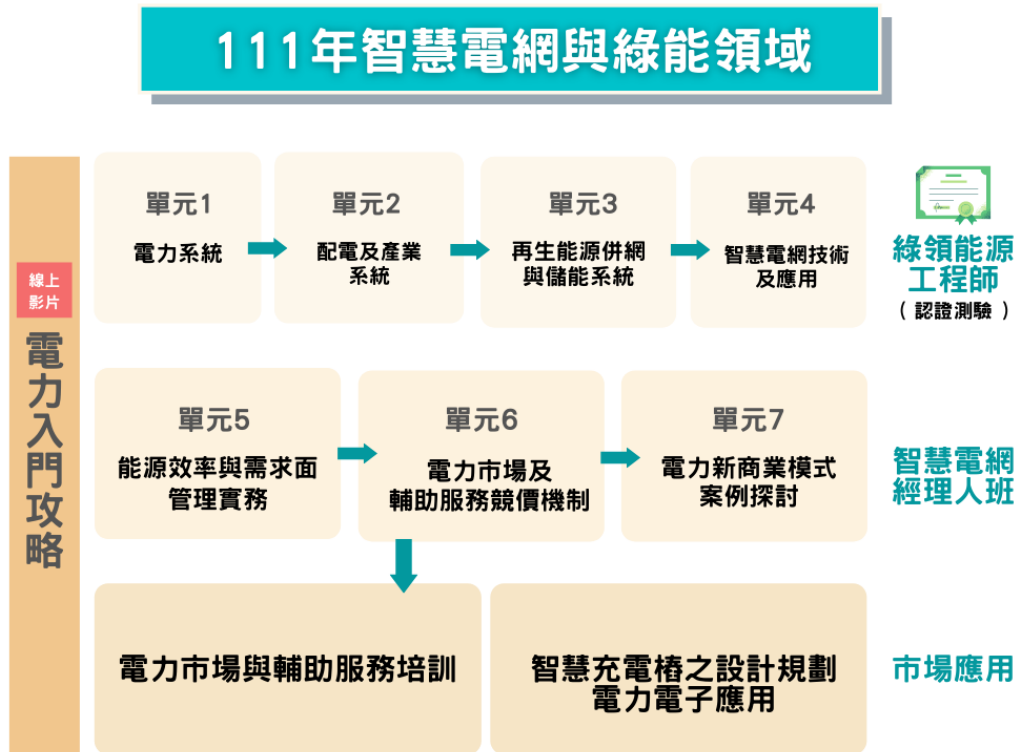 111年智慧電網與綠能領域
線上
影片
電力入門攻略
單元1
電力系統
單元2
配電及產業
系統
單元3
再生能源併網
與儲能系統
單元4
智慧電網技術
及應用
綠領能源
工程師
( 認證測驗 )
單元5
能源效率與需求面
管理實務
單元6
電力市場及
輔助服務競價機制
單元7
電力新商業模式
案例探討
智慧電網
經理人班
電力市場與輔助服務培訓
智慧充電樁之設計規劃
電力電子應用
市場應用